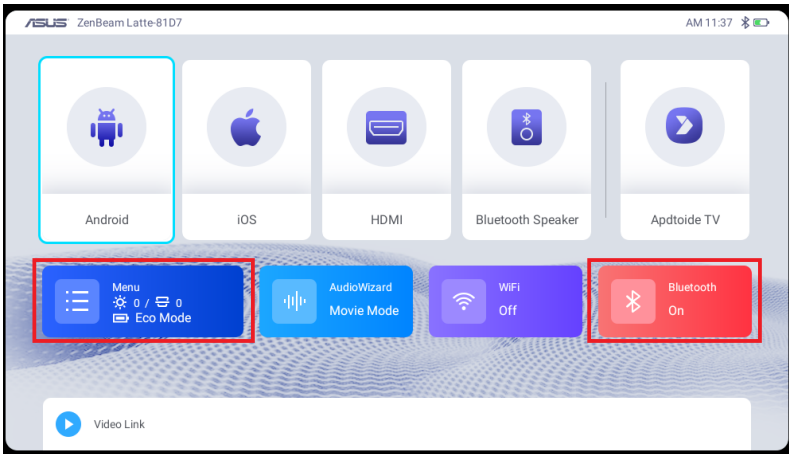 ASUS ZenBeam Latte-81D7 AM 11:37
Android iOS HDMI Bluetooth Speaker Apdtoide TV
Menu
0 / 0
Eco Mode
AudioWizard
Movie Mode
WiFi
Off
Bluetooth
On
Video Link